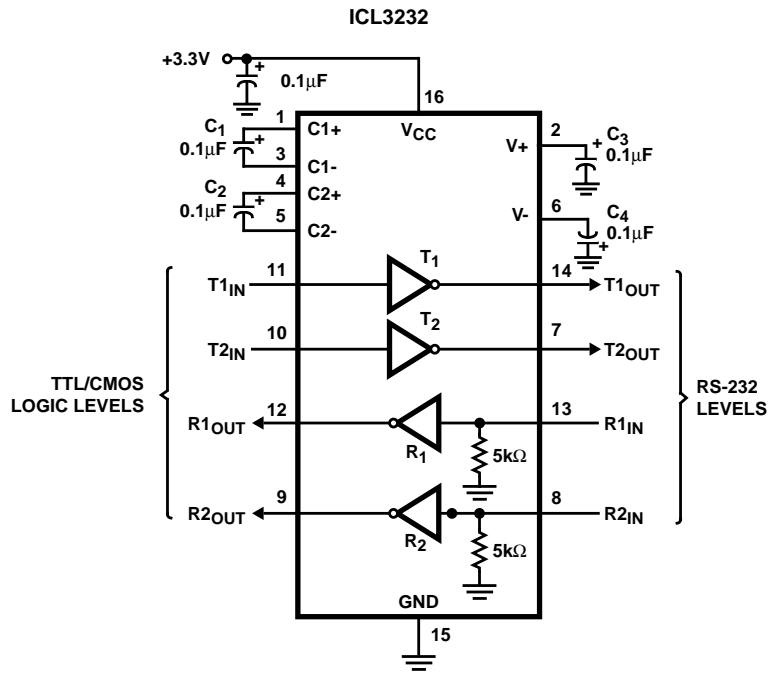 ICL3232
+3.3V
+
0.1μF
16
VCC
1
C1+
C1
0.1μF
+
3
C1-
4
C2+
C2
0.1μF
+
5
C2-
2
V+
+
C3
0.1μF
6
V-
C4
0.1μF
+
T1IN
11
T1
14
T1OUT
T2IN
10
T2
7
T2OUT
TTL/CMOS
LOGIC LEVELS
RS-232
LEVELS
R1OUT
12
R1
13
R1IN
5kΩ
R2OUT
9
R2
8
R2IN
5kΩ
GND
15